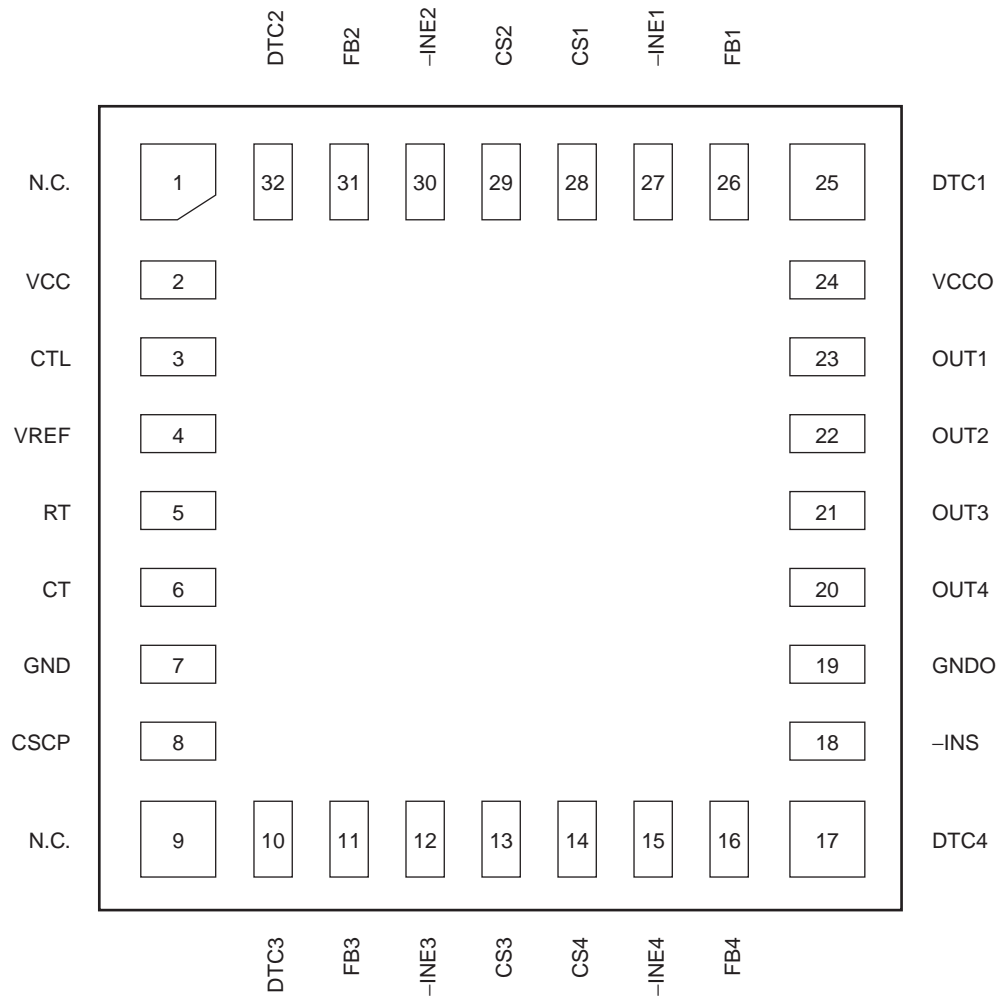 DTC2 FB2 –INE2 CS2 CS1 –INE1 FB1
N.C. 1 32 31 30 29 28 27 26 25 DTC1
VCC 2 24 VCCO
CTL 3 23 OUT1
VREF 4 22 OUT2
RT 5 21 OUT3
CT 6 20 OUT4
GND 7 19 GNDO
CSCP 8 18 –INS
N.C. 9 10 11 12 13 14 15 16 17 DTC4
DTC3 FB3 –INE3 CS3 CS4 –INE4 FB4